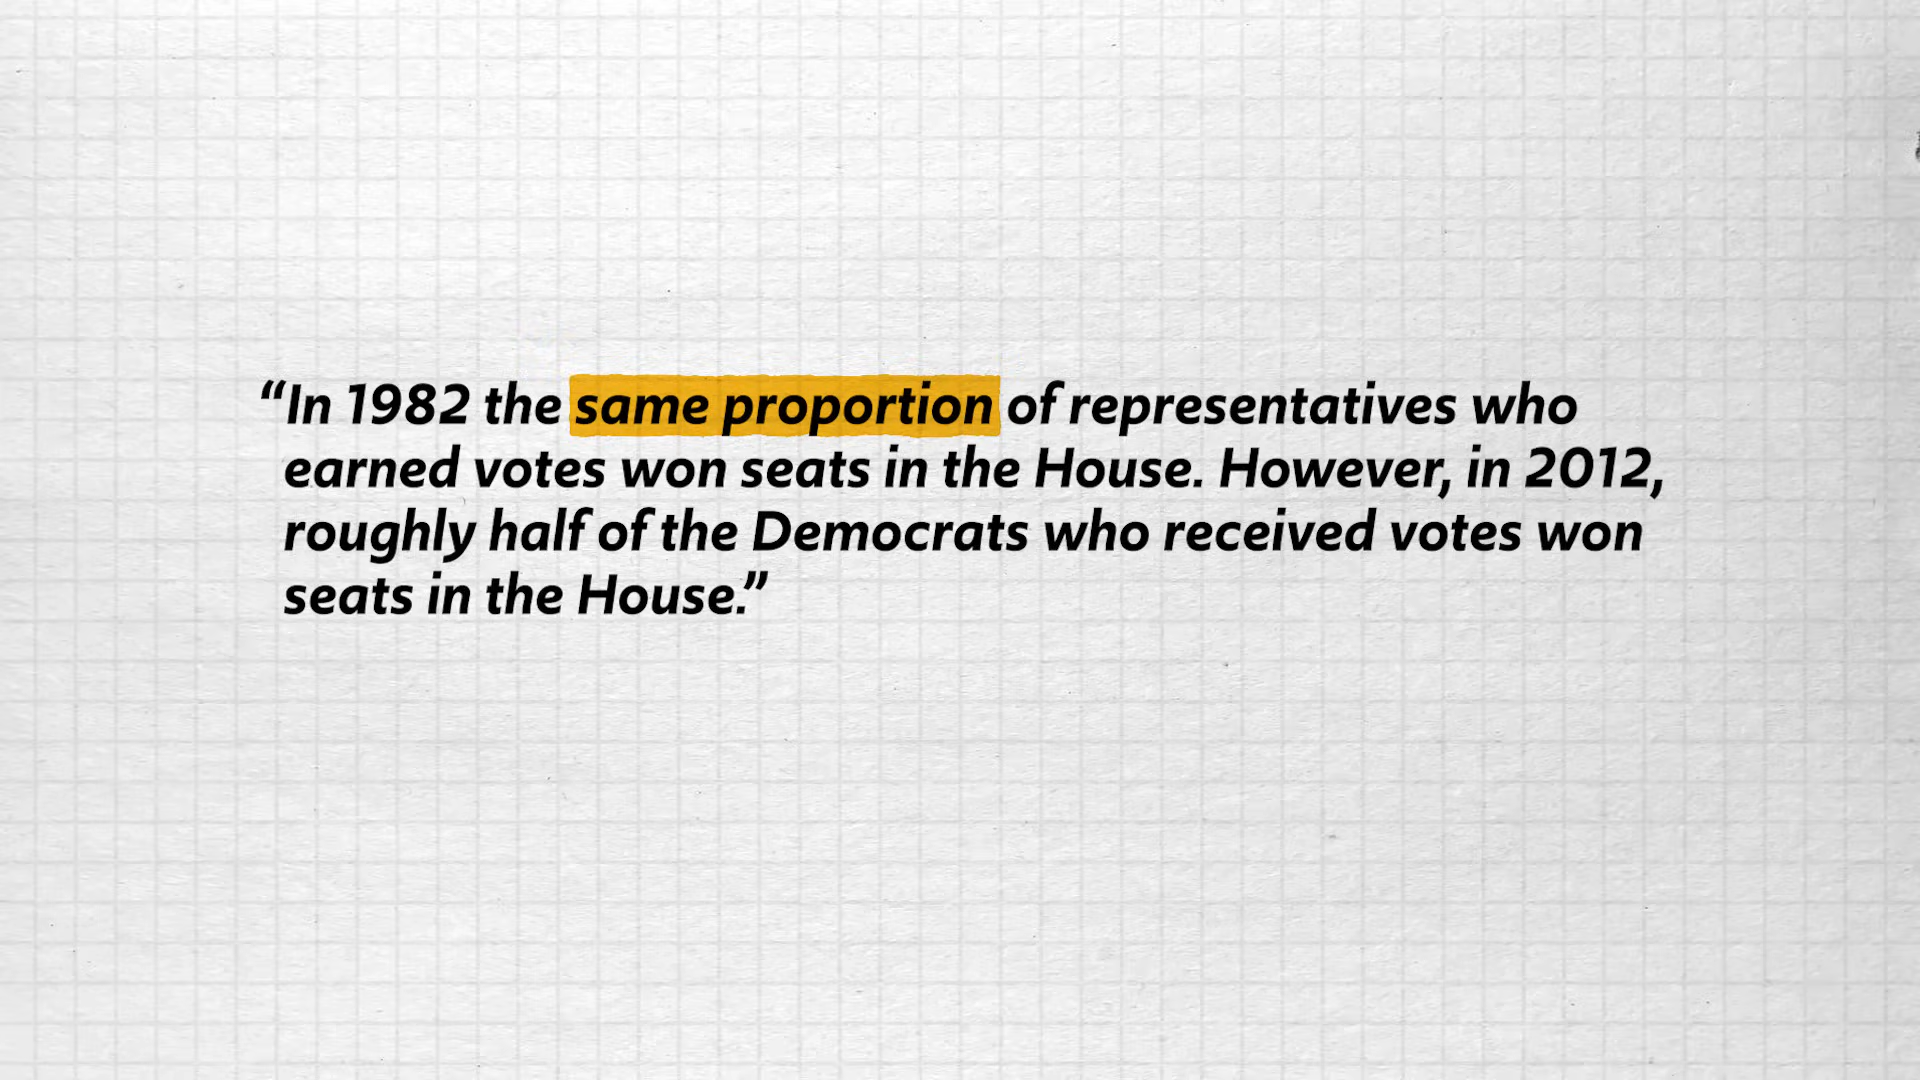 “In 1982 the same proportion of representatives who
earned votes won seats in the House. However, in 2012,
roughly half of the Democrats who received votes won
seats in the House.”